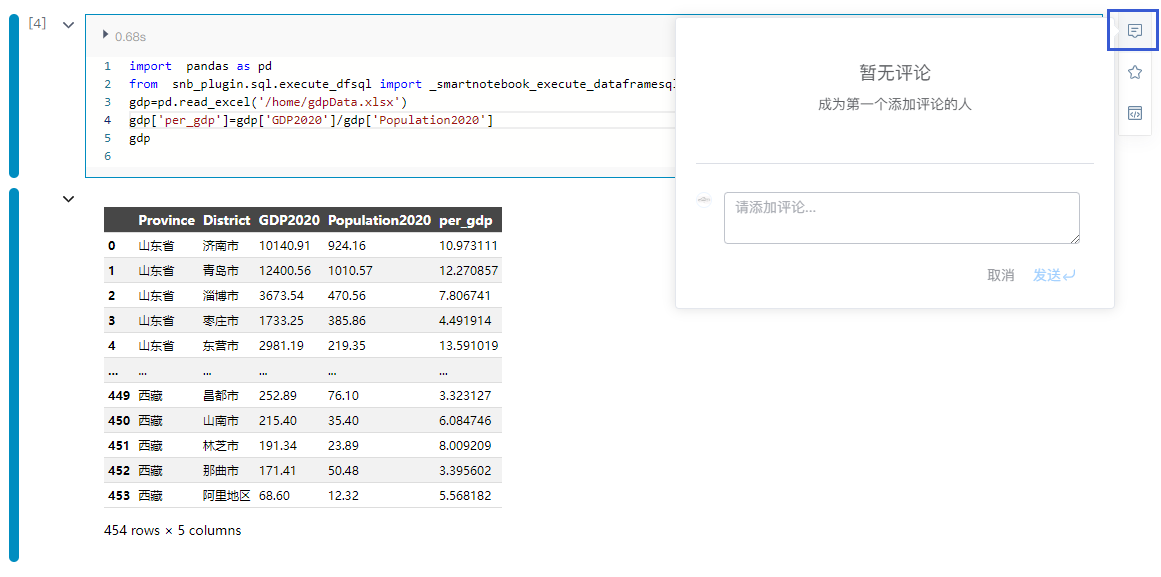 [4]
0.68s
1 import pandas as pd
2 from snb_plugin.sql.execute_dfsql import _smartnotebook_execute_dataframesql
3 gdp=pd.read_excel('/home/gdpData.xlsx')
4 gdp['per_gdp']=gdp['GDP2020']/gdp['Population2020']
5 gdp
6
暂无评论
成为第一个添加评论的人
请添加评论...
取消 发送
Province District GDP2020 Population2020 per_gdp
0 山东省 济南市 10140.91 924.16 10.973111
1 山东省 青岛市 12400.56 1010.57 12.270857
2 山东省 淄博市 3673.54 470.56 7.806741
3 山东省 枣庄市 1733.25 385.86 4.491914
4 山东省 东营市 2981.19 219.35 13.591019
... ... ... ... ... ...
449 西藏 昌都市 252.89 76.10 3.323127
450 西藏 山南市 215.40 35.40 6.084746
451 西藏 林芝市 191.34 23.89 8.009209
452 西藏 那曲市 171.41 50.48 3.395602
453 西藏 阿里地区 68.60 12.32 5.568182
454 rows × 5 columns